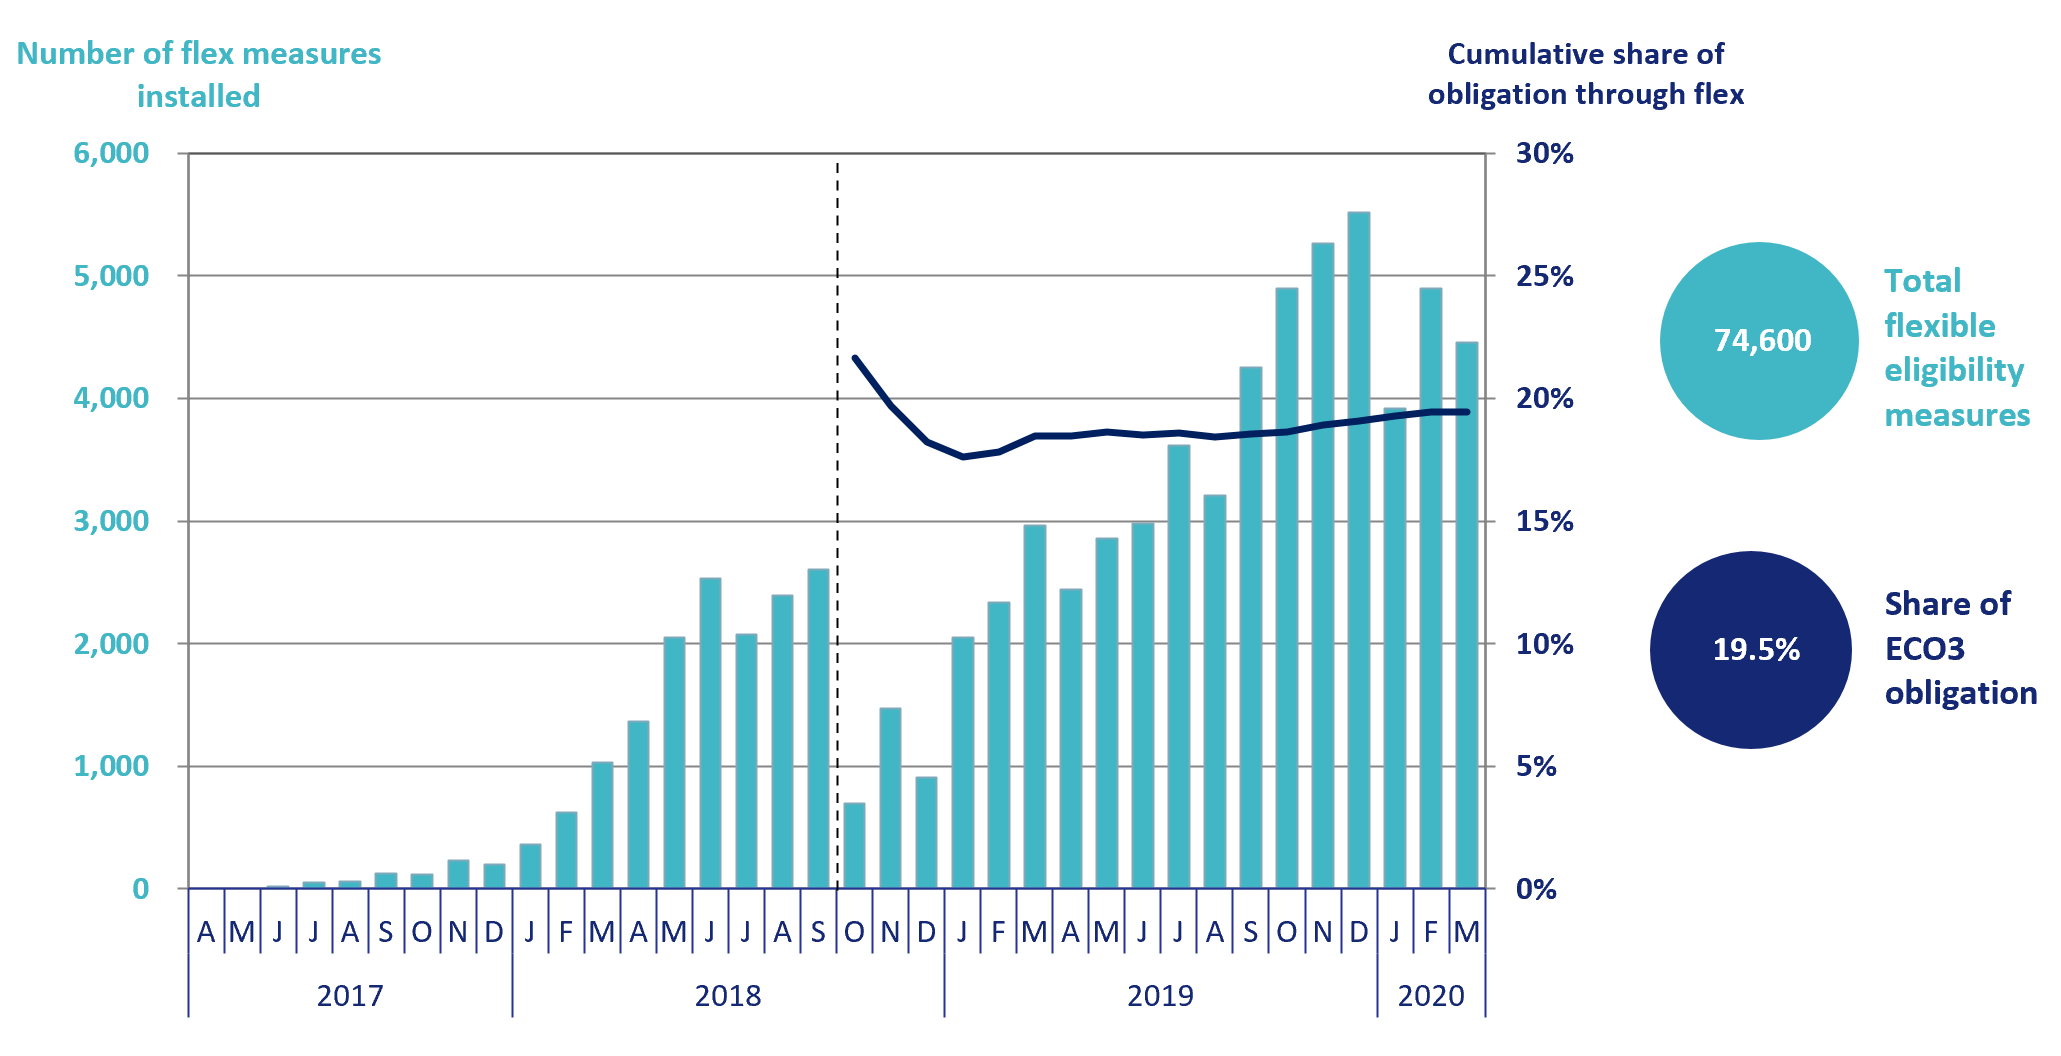 Number of flex measures
installed
Cumulative share of
obligation through flex
6,000
5,000
4,000
3,000
2,000
1,000
0
30%
25%
20%
15%
10%
5%
0%
A M J J A S O N D J F M A M J J A S O N D J F M A M J J A S O N D J F M
2017 2018 2019 2020
74,600
Total
flexible
eligibility
measures
19.5%
Share of
ECO3
obligation